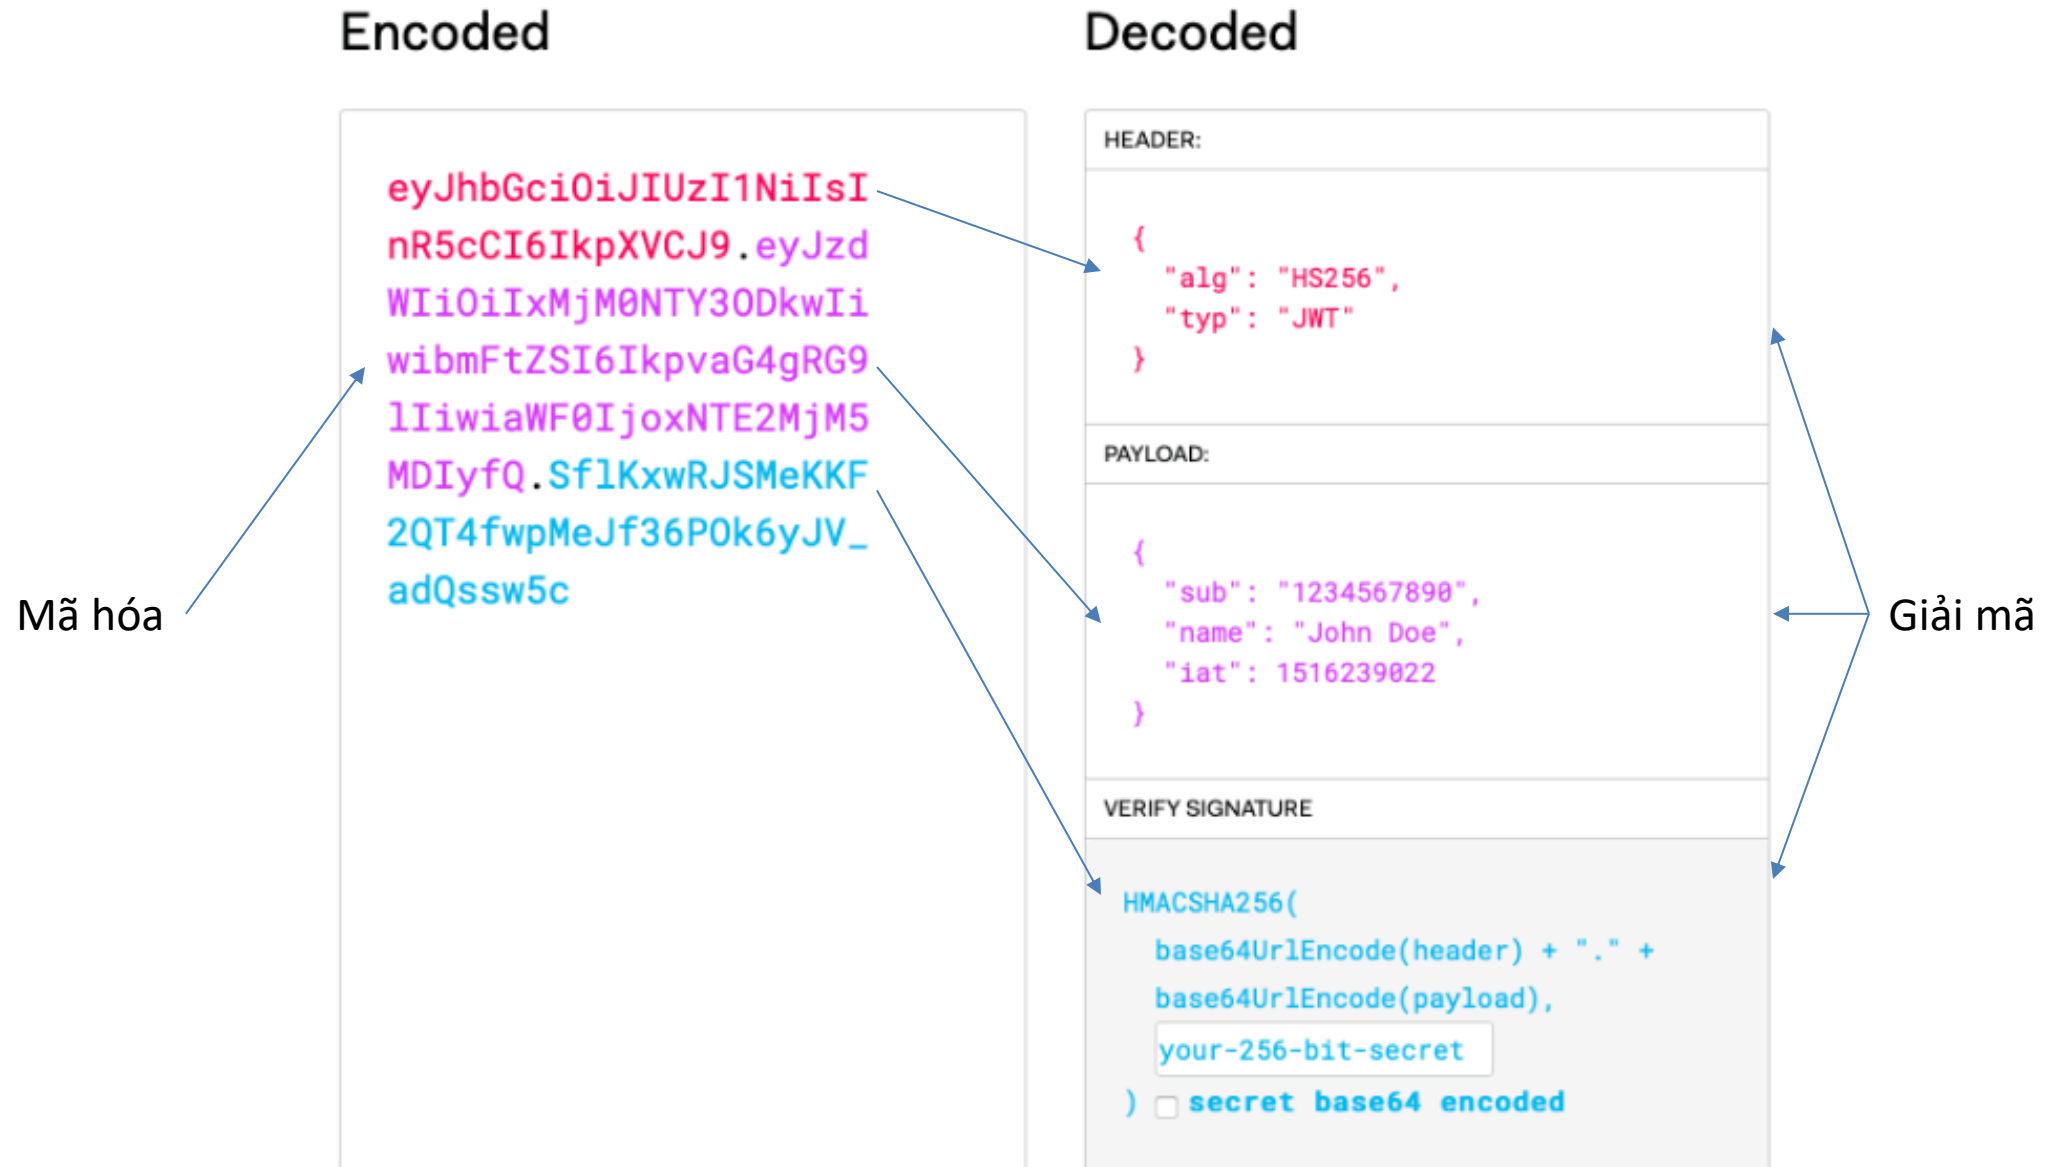 Encoded
Decoded
eyJhbGciOiJIUzI1NiIsI
nR5cCI6IkpXVCJ9.eyJzd
WIiOiIxMjM0NTY3ODkwIi
wibmFtZSI6IkpvaG4gRG9
lIiwiaWF0IjoxNTE2MjM5
MDIyfQ.SflKxwRJSMeKKF
2QT4fwpMeJf36POk6yJV_
adQssw5c
Mã hóa
HEADER:
{
"alg": "HS256",
"typ": "JWT"
}
PAYLOAD:
{
"sub": "1234567890",
"name": "John Doe",
"iat": 1516239022
}
VERIFY SIGNATURE
HMACSHA256(
base64UrlEncode(header) + "." +
base64UrlEncode(payload),
your-256-bit-secret
) secret base64 encoded
Giải mã